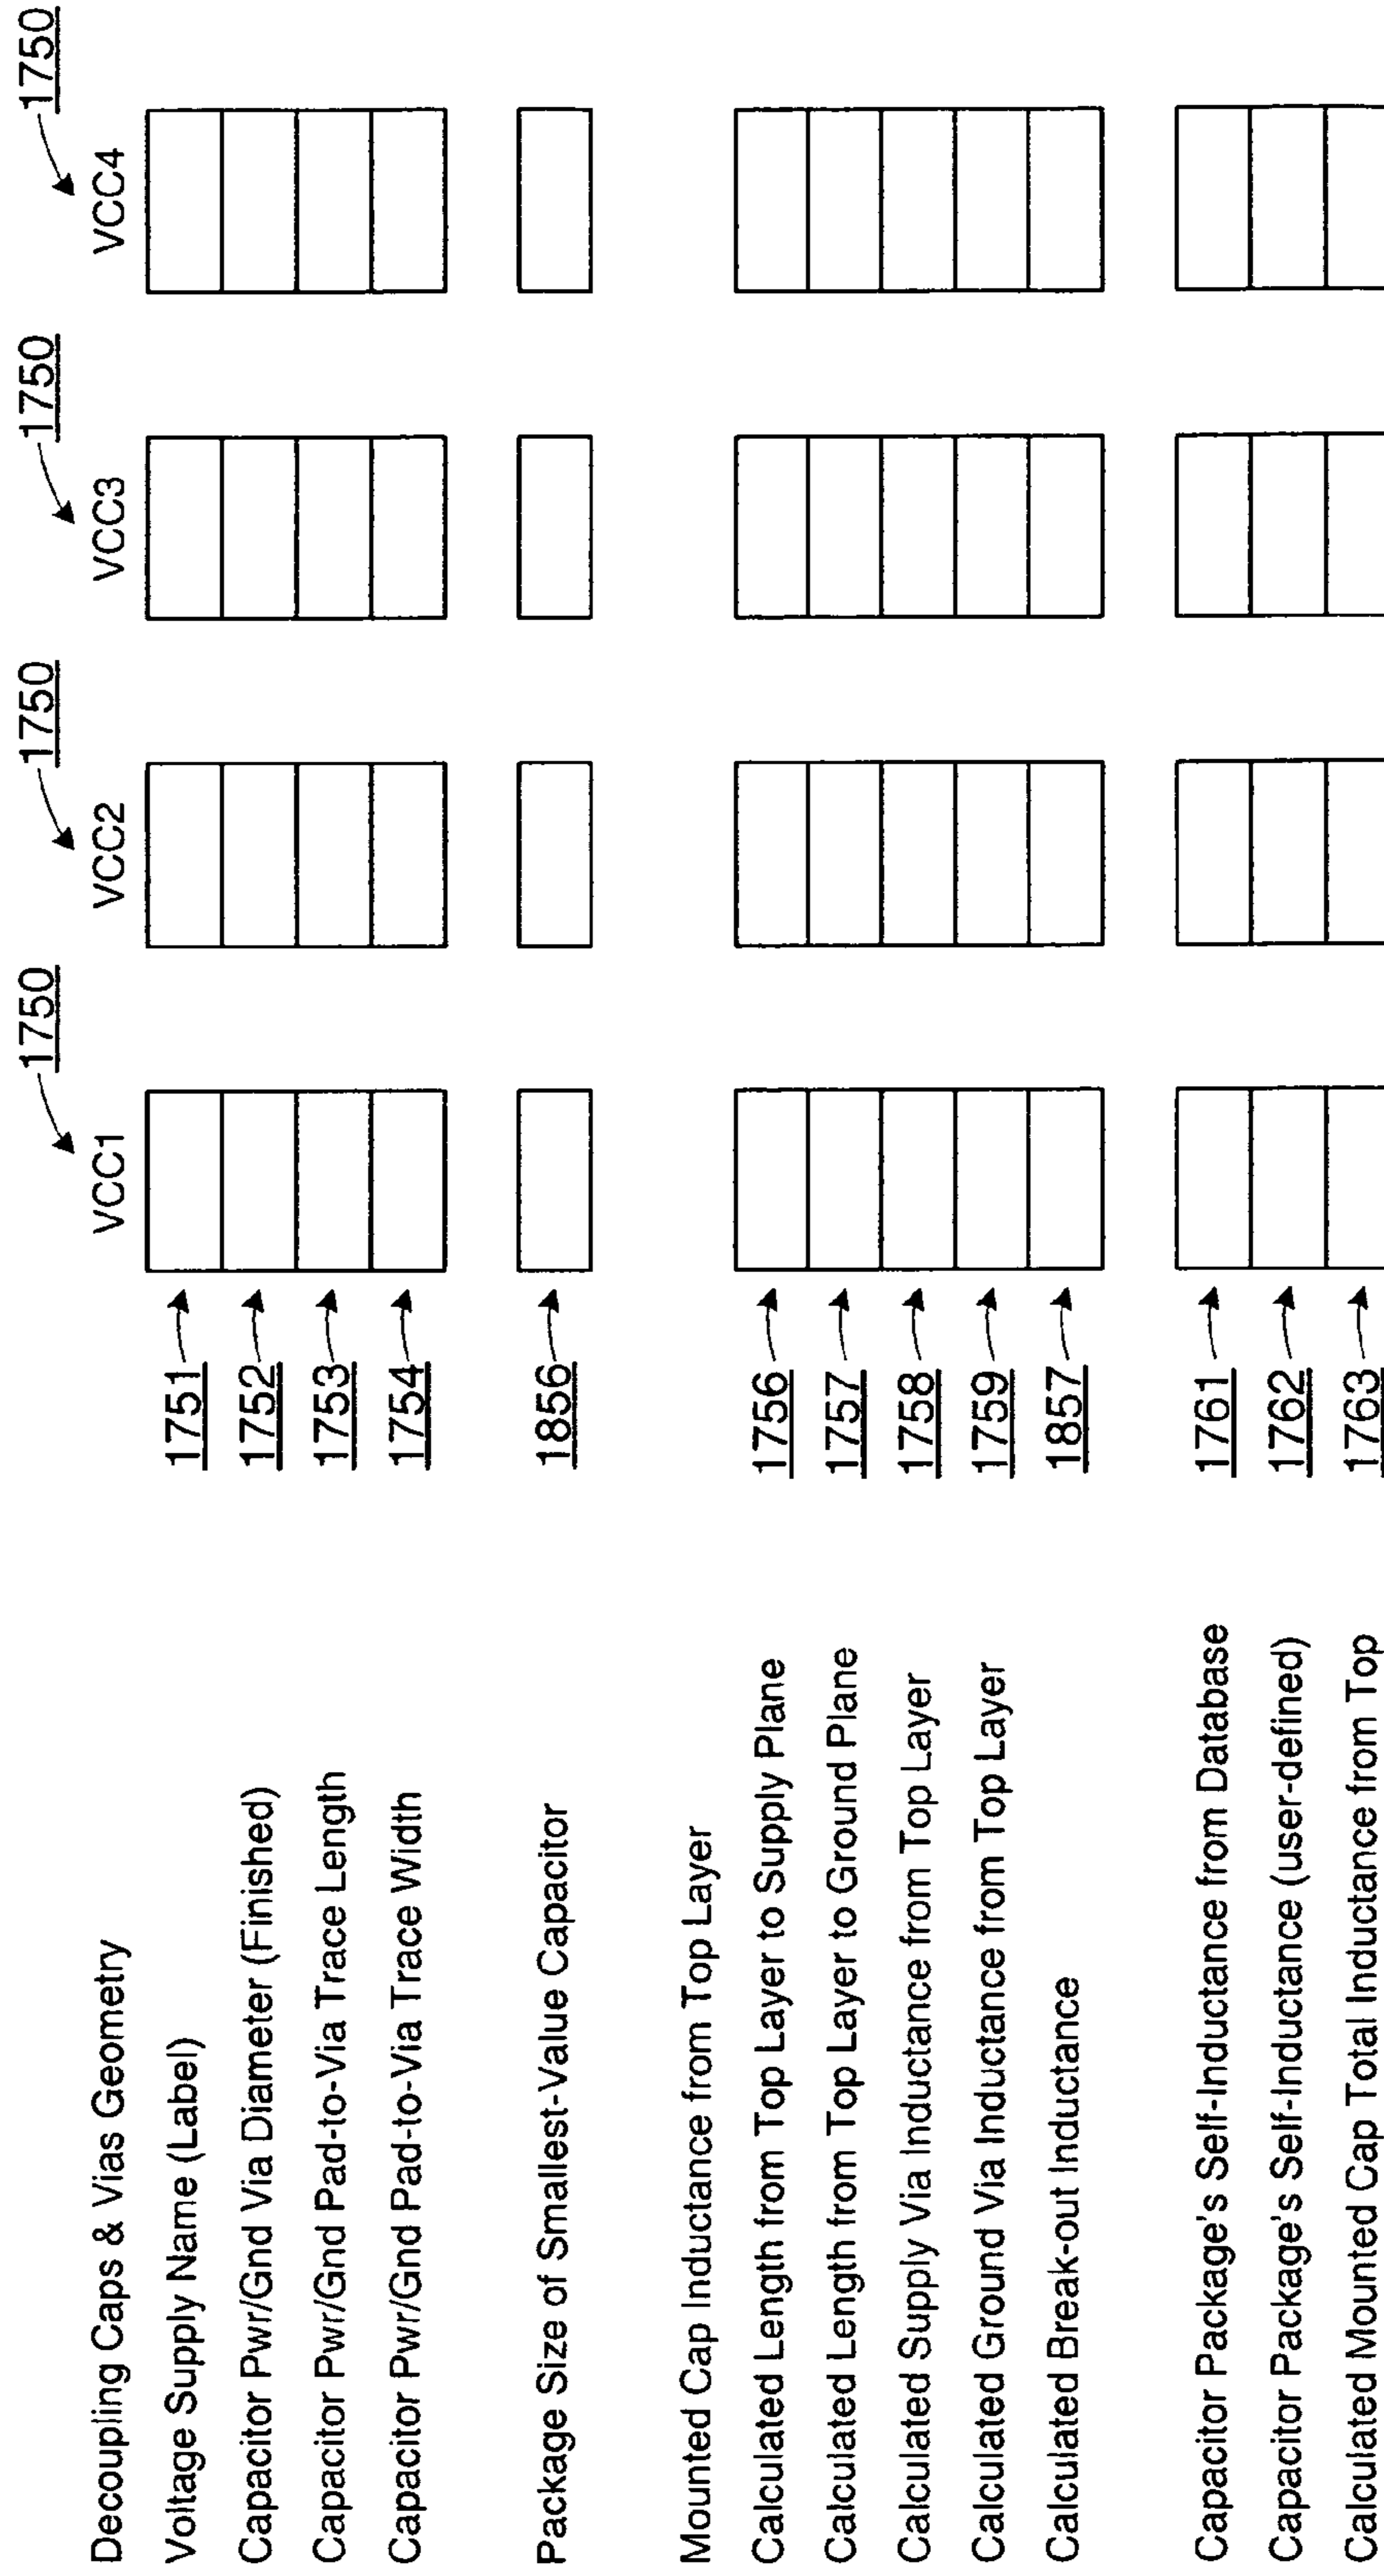 1750 1750 1750 1750
Decoupling Caps & Vias Geometry VCC1 VCC2 VCC3 VCC4
Voltage Supply Name (Label) 1751
Capacitor Pwr/Gnd Via Diameter (Finished) 1752
Capacitor Pwr/Gnd Pad-to-Via Trace Length 1753
Capacitor Pwr/Gnd Pad-to-Via Trace Width 1754
Package Size of Smallest-Value Capacitor 1856
Mounted Cap Inductance from Top Layer
Calculated Length from Top Layer to Supply Plane 1756
Calculated Length from Top Layer to Ground Plane 1757
Calculated Supply Via Inductance from Top Layer 1758
Calculated Ground Via Inductance from Top Layer 1759
Calculated Break-out Inductance 1857
Capacitor Package's Self-Inductance from Database 1761
Capacitor Package's Self-Inductance (user-defined) 1762
Calculated Mounted Cap Total Inductance from Top 1763